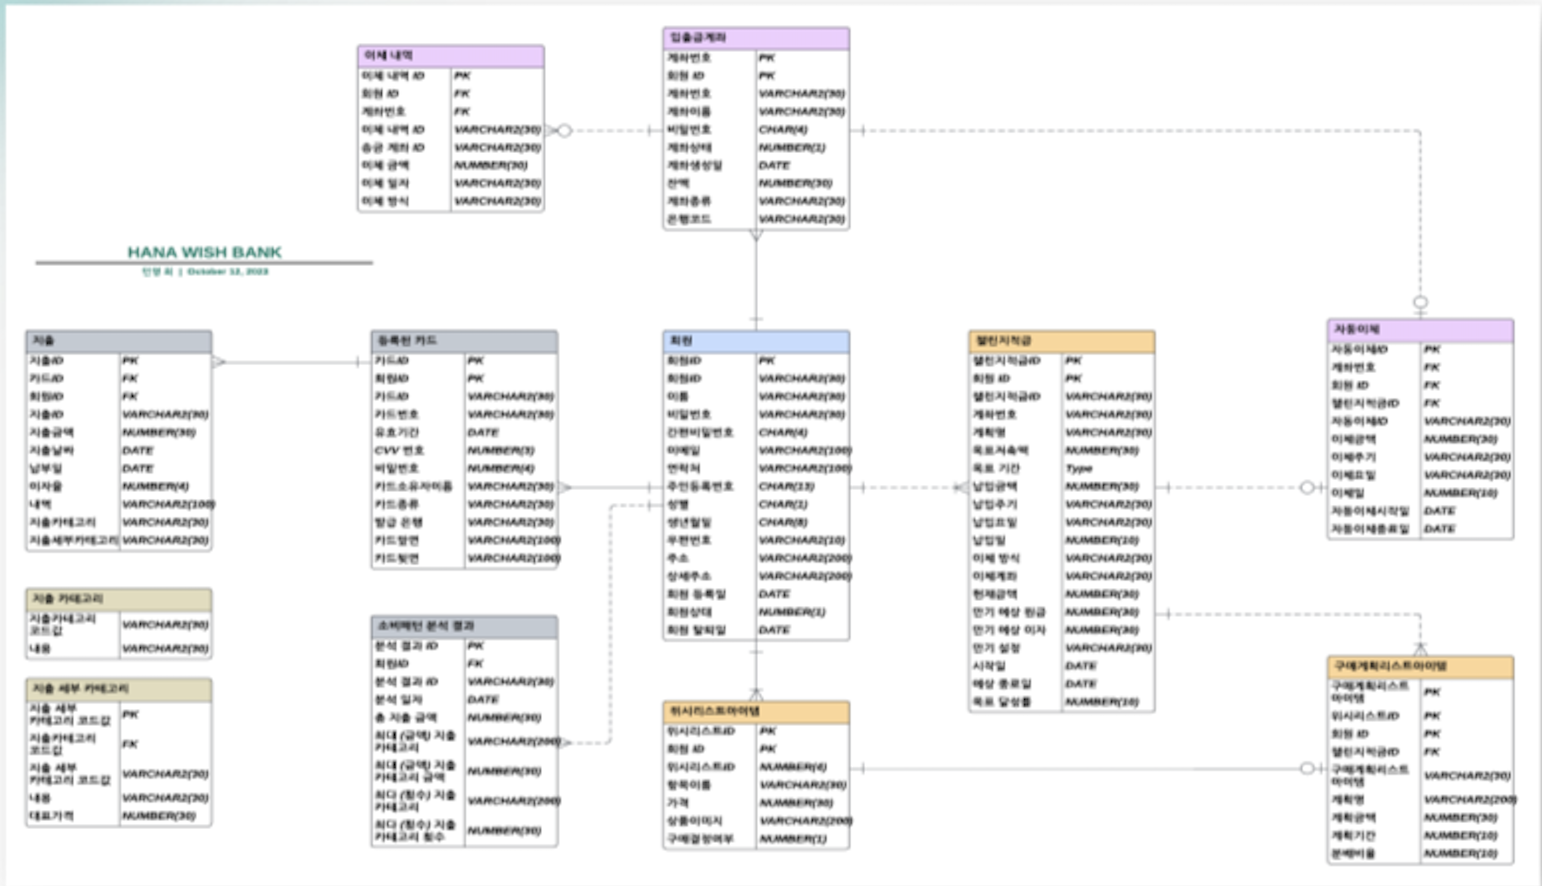 이체 내역
이체 내역 ID PK
회원 ID FK
계좌번호 FK
이체 내역 ID VARCHAR2(30)
송금 계좌 ID VARCHAR2(30)
이체 금액 NUMBER(30)
이체 일자 VARCHAR2(30)
이체 방식 VARCHAR2(30)
입출금계좌
계좌번호 PK
회원 ID PK
계좌번호 VARCHAR2(30)
계좌이름 VARCHAR2(30)
비밀번호 CHAR(4)
계좌상태 NUMBER(1)
계좌생성일 DATE
잔액 NUMBER(30)
계좌종류 VARCHAR2(30)
은행코드 VARCHAR2(30)
HANA WISH BANK
| October 12, 2023
지출
지출ID PK
카드ID FK
회원ID FK
지출ID VARCHAR2(30)
지출금액 NUMBER(30)
지출날짜 DATE
납부일 DATE
이자율 NUMBER(4)
내역 VARCHAR2(100)
지출카테고리 VARCHAR2(30)
지출세부카테고리 VARCHAR2(30)
등록된 카드
카드ID PK
회원ID PK
카드ID VARCHAR2(30)
카드번호 VARCHAR2(30)
유효기간 DATE
CVV 번호 NUMBER(3)
비밀번호 NUMBER(4)
카드소유자이름 VARCHAR2(30)
카드종류 VARCHAR2(30)
발급 은행 VARCHAR2(30)
카드앞면 VARCHAR2(100)
카드뒷면 VARCHAR2(100)
회원
회원ID PK
회원ID VARCHAR2(30)
이름 VARCHAR2(30)
비밀번호 VARCHAR2(30)
간편비밀번호 CHAR(4)
이메일 VARCHAR2(100)
연락처 VARCHAR2(100)
주민등록번호 CHAR(13)
성별 CHAR(1)
생년월일 CHAR(8)
우편번호 VARCHAR2(10)
주소 VARCHAR2(200)
상세주소 VARCHAR2(200)
회원 등록일 DATE
회원상태 NUMBER(1)
회원 탈퇴일 DATE
챌린지적금
챌린지적금ID PK
회원 ID PK
챌린지적금ID VARCHAR2(30)
계좌번호 VARCHAR2(30)
계획명 VARCHAR2(30)
목표저축액 NUMBER(30)
목표 기간 Type
납입금액 NUMBER(30)
납입주기 VARCHAR2(30)
납입요일 VARCHAR2(30)
납입일 NUMBER(10)
이체 방식 VARCHAR2(30)
이체계좌 VARCHAR2(30)
현재금액 NUMBER(30)
만기 예상 원금 NUMBER(30)
만기 예상 이자 NUMBER(30)
만기 설정 VARCHAR2(30)
시작일 DATE
예상 종료일 DATE
목표 달성률 NUMBER(10)
자동이체
자동이체ID PK
계좌번호 FK
회원 ID FK
챌린지적금ID FK
자동이체ID VARCHAR2(30)
이체금액 NUMBER(30)
이체주기 VARCHAR2(30)
이체요일 VARCHAR2(30)
이체일 NUMBER(10)
자동이체시작일 DATE
자동이체종료일 DATE
지출 카테고리
지출카테고리
코드값 VARCHAR2(30)
내용 VARCHAR2(30)
지출 세부 카테고리
지출 세부
카테고리 코드값 PK
지출카테고리
코드값 FK
지출 세부
카테고리 코드값 VARCHAR2(30)
내용 VARCHAR2(30)
대표가격 NUMBER(30)
소비패턴 분석 결과
분석 결과 ID PK
회원ID FK
분석 결과 ID VARCHAR2(30)
분석 일자 DATE
총 지출 금액 NUMBER(30)
최대 (금액) 지출
카테고리 VARCHAR2(200)
최대 (금액) 지출
카테고리 금액 NUMBER(30)
최다 (횟수) 지출
카테고리 VARCHAR2(200)
최다 (횟수) 지출
카테고리 횟수 NUMBER(30)
위시리스트아이템
위시리스트ID PK
회원 ID PK
위시리스트ID NUMBER(4)
항목이름 VARCHAR2(30)
가격 NUMBER(30)
상품이미지 VARCHAR2(200)
구매결정여부 NUMBER(1)
구매계획리스트아이템
구매계획리스트
아이템 PK
위시리스트ID PK
회원 ID PK
챌린지적금ID FK
구매계획리스트
아이템 VARCHAR2(30)
계획명 VARCHAR2(200)
계획금액 NUMBER(30)
계획기간 NUMBER(10)
분배비율 NUMBER(10)